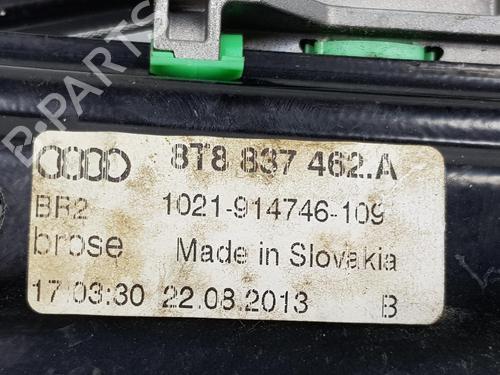 8T8 837 462.A
BR2 1021-914746-109
brose Made in Slovakia
17:03:30 22.08.2013 B
B-PARTS